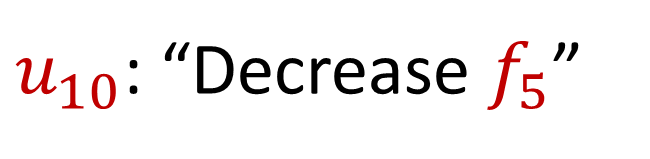 u₁₀: “Decrease f₅”